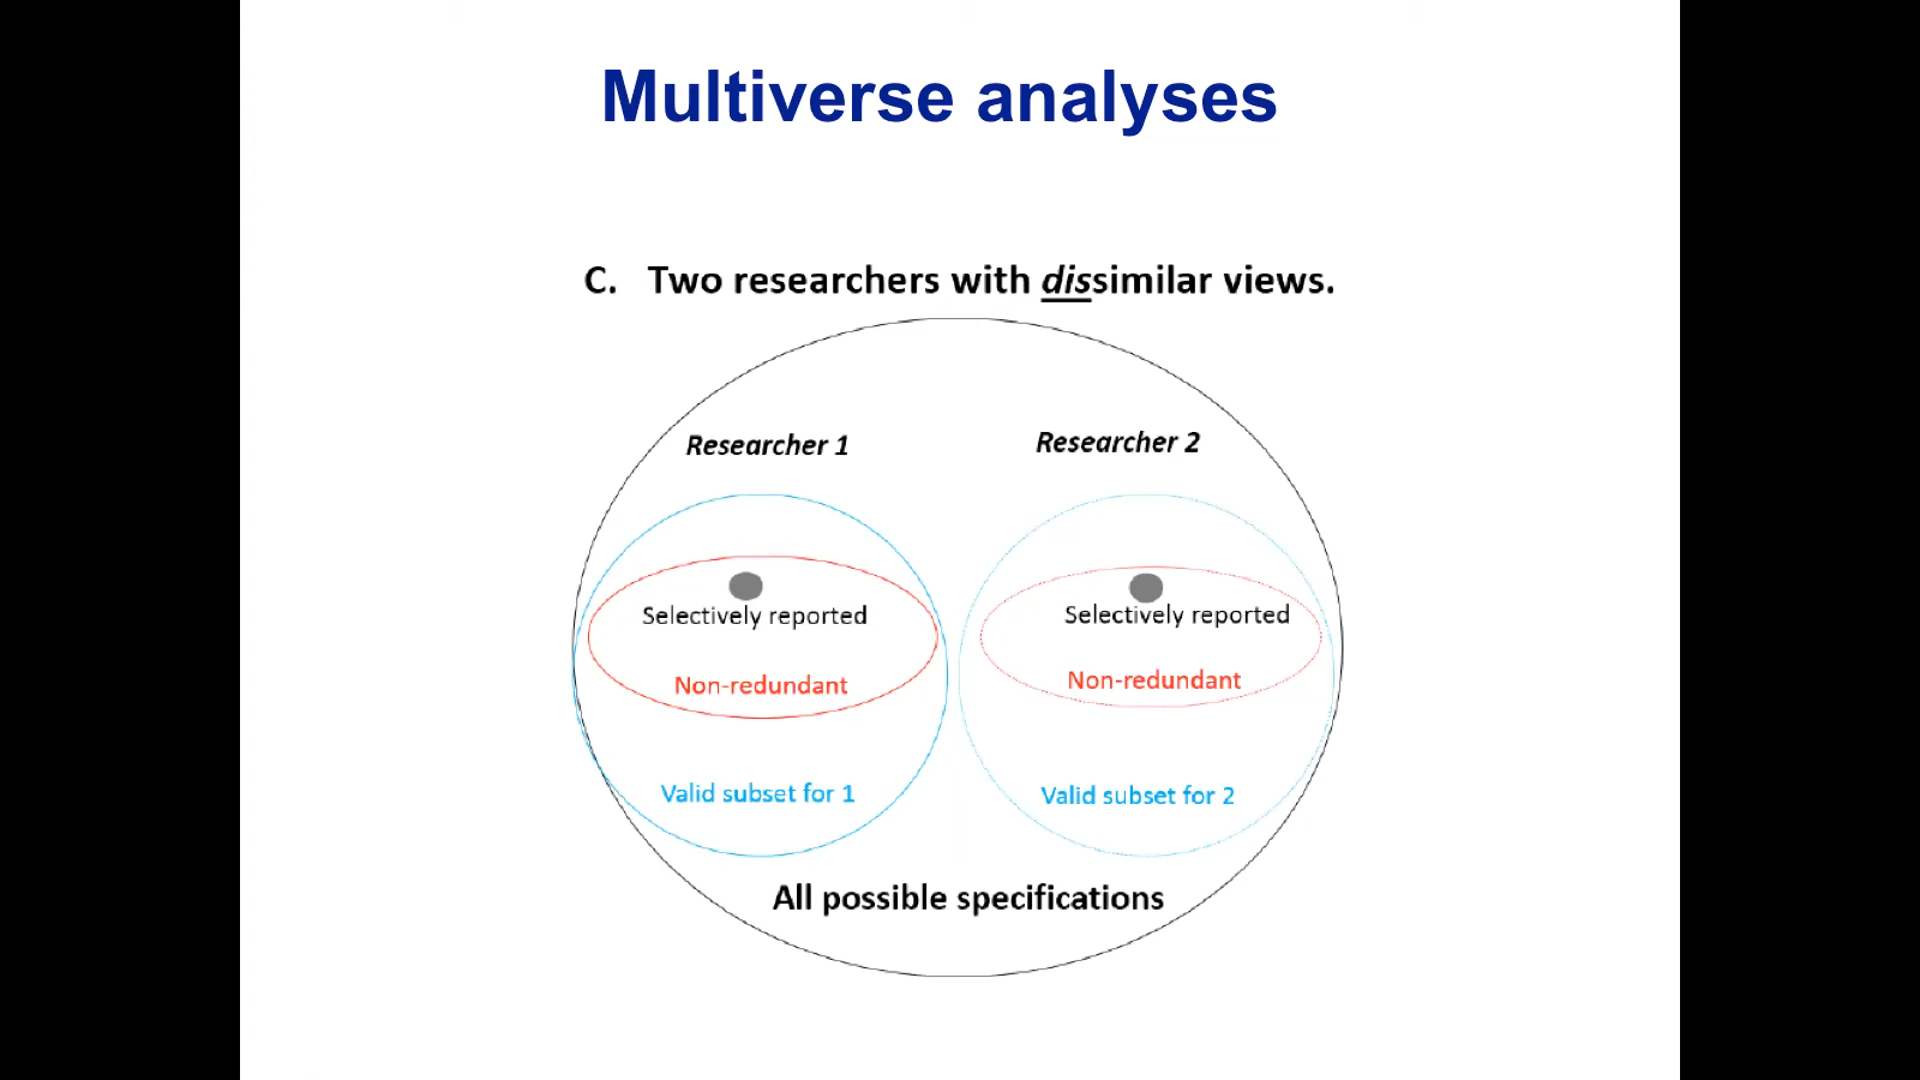 Multiverse analyses
C. Two researchers with dissimilar views.
Researcher 1
Researcher 2
Selectively reported
Selectively reported
Non-redundant
Non-redundant
Valid subset for 1
Valid subset for 2
All possible specifications